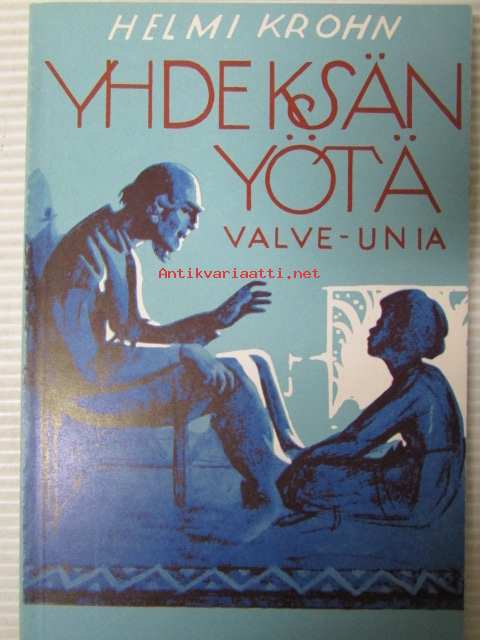 HELMI KROHN
YHDEKSÄN
YÖTÄ
VALVE-UNIA
Antikvariaatti.net